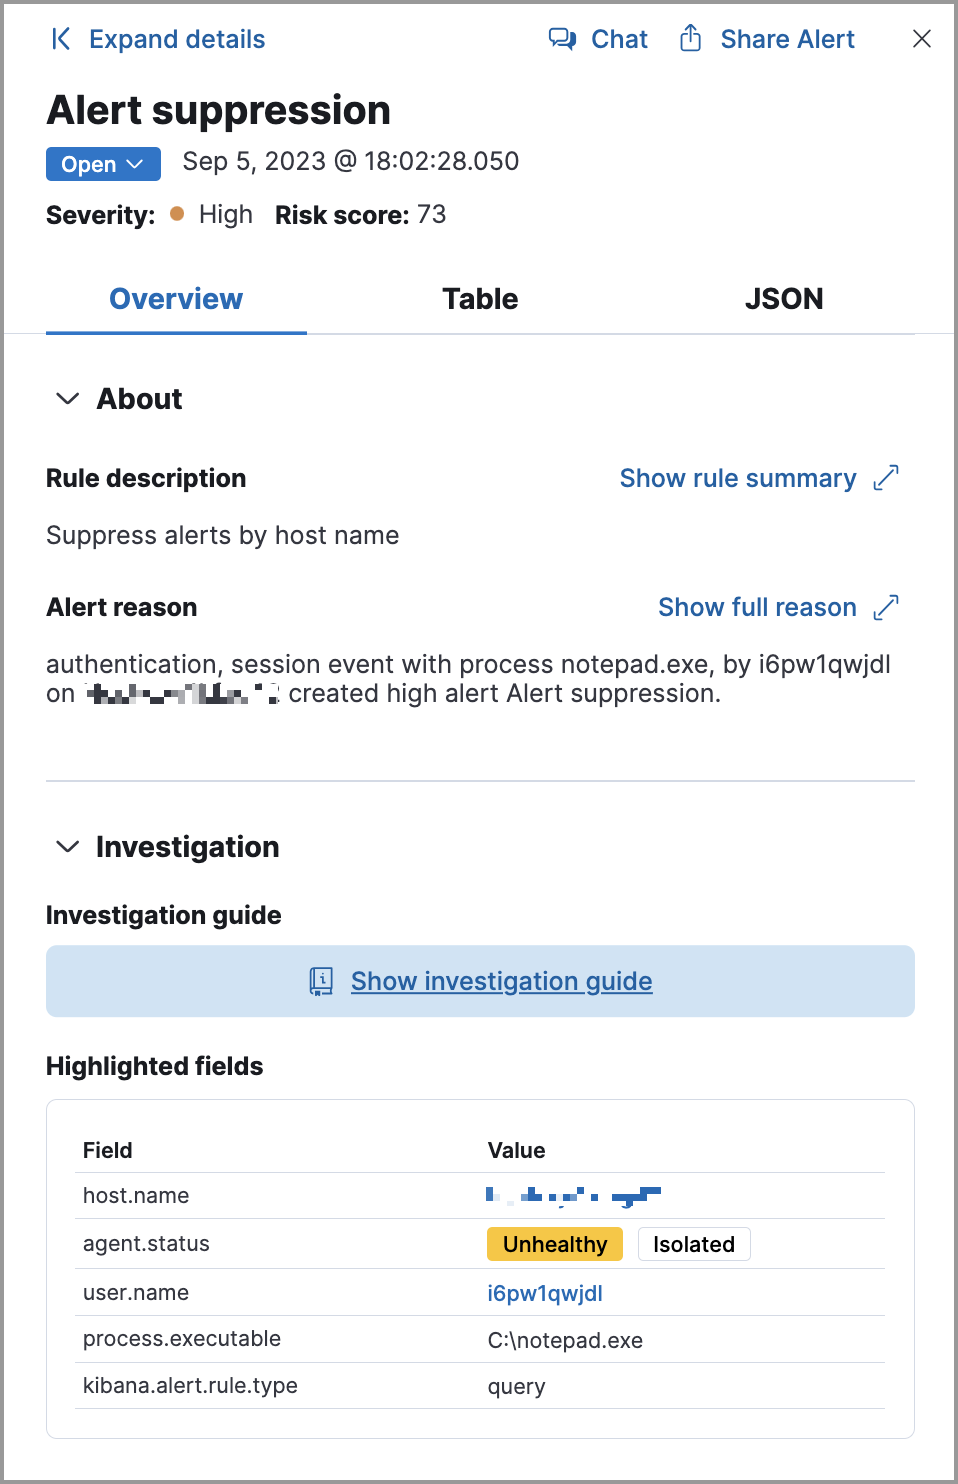 Expand details Chat Share Alert
Alert suppression
Open Sep 5, 2023 @ 18:02:28.050
Severity: High Risk score: 73
Overview Table JSON
About
Rule description Show rule summary
Suppress alerts by host name
Alert reason Show full reason
authentication, session event with process notepad.exe, by i6pw1qwjdl
on created high alert Alert suppression.
Investigation
Investigation guide
Show investigation guide
Highlighted fields
Field Value
host.name
agent.status Unhealthy Isolated
user.name i6pw1qwjdl
process.executable C:\notepad.exe
kibana.alert.rule.type query